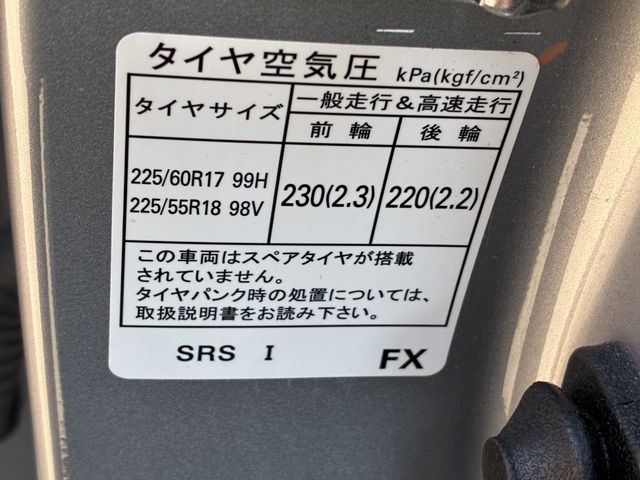 タイヤ空気圧 kPa(kgf/cm²)
タイヤサイズ
一般走行&高速走行
前輪 後輪
225/60R17 99H
225/55R18 98V
230(2.3) 220(2.2)
この車両はスペアタイヤが搭載
されていません。
タイヤパンク時の処置については、
取扱説明書をお読み下さい。
SRS I FX